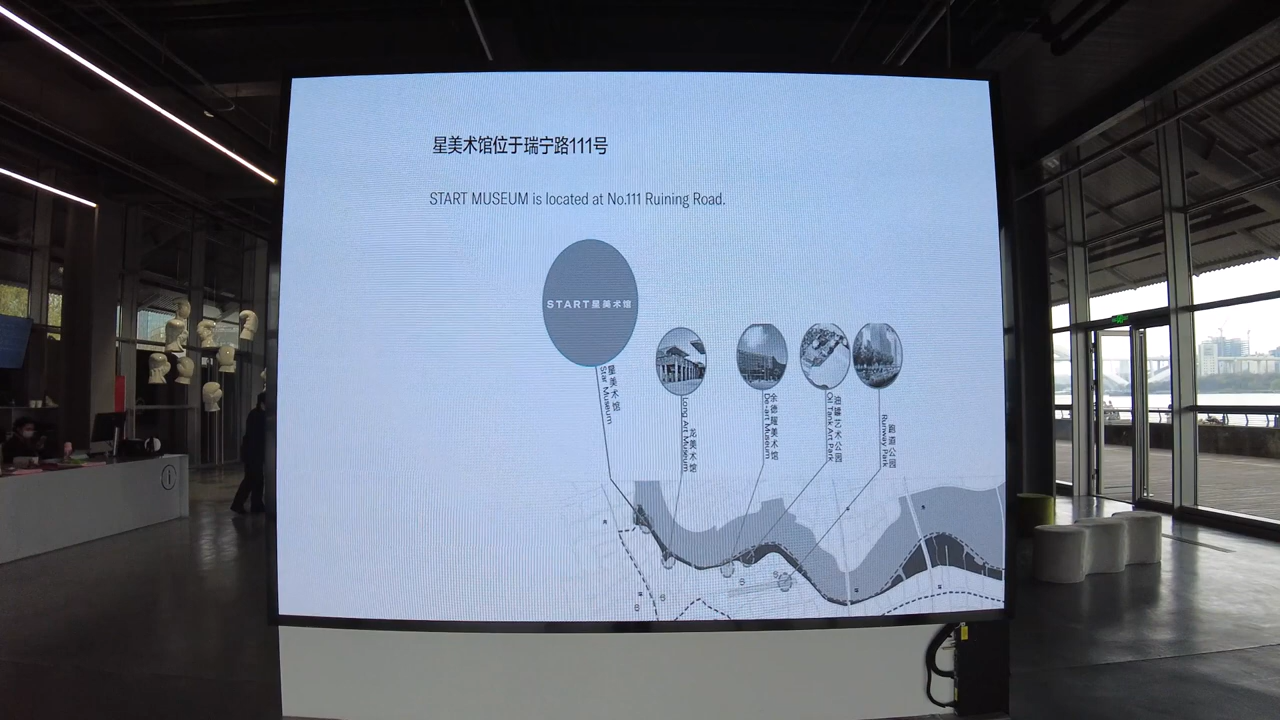 星美术馆位于瑞宁路111号
START MUSEUM is located at No.111 Ruining Road.
START星美术馆
星美术馆
Star Museum
龙美术馆
Long Art Museum
余德耀美术馆
De+art Museum
油罐艺术公园
Oil Tank Art Park
跑道公园
Runway Park